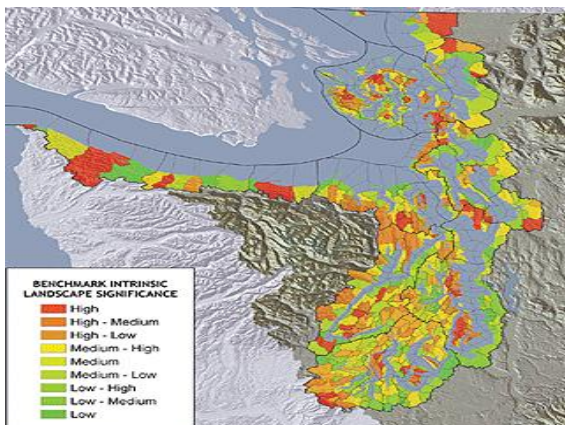 BENCHMARK INTRINSIC
LANDSCAPE SIGNIFICANCE
High
High - Medium
High - Low
Medium - High
Medium
Medium - Low
Low - High
Low - Medium
Low